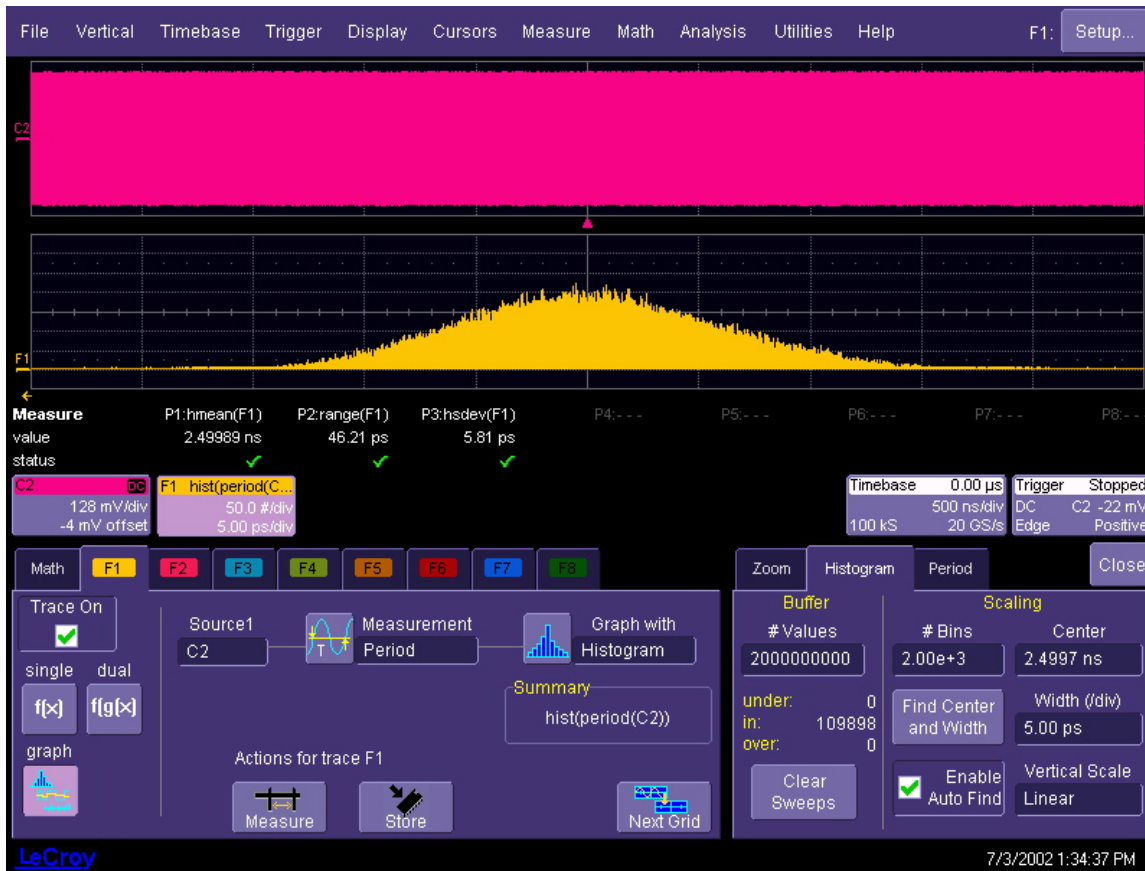 File Vertical Timebase Trigger Display Cursors Measure Math Analysis Utilities Help F1: Setup...
C2
F1
Measure P1:hmean(F1) P2:range(F1) P3:hsdev(F1) P4:- - - P5:- - - P6:- - - P7:- - - P8:- -
value 2.49989 ns 46.21 ps 5.81 ps
status
C2 DC F1 hist(period(C... Timebase 0.00 µs Trigger Stopped
128 mV/div 50.0 #/div 500 ns/div DC C2 -22 mV
-4 mV offset 5.00 ps/div 100 kS 20 GS/s Edge Positive
Math F1 F2 F3 F4 F5 F6 F7 F8 Zoom Histogram Period Close
Trace On
Source1
C2
T
Measurement
Period
Graph with
Histogram
single dual
f(x) f(g(x)
graph
Summary
hist(period(C2))
Actions for trace F1
Measure
Store
Next Grid
Buffer
# Values
2000000000
under: 0
in: 109898
over: 0
Clear
Sweeps
Scaling
# Bins Center
2.00e+3 2.4997 ns
Find Center
and Width
Width (/div)
5.00 ps
Enable
Auto Find
Vertical Scale
Linear
LeCroy 7/3/2002 1:34:37 PM